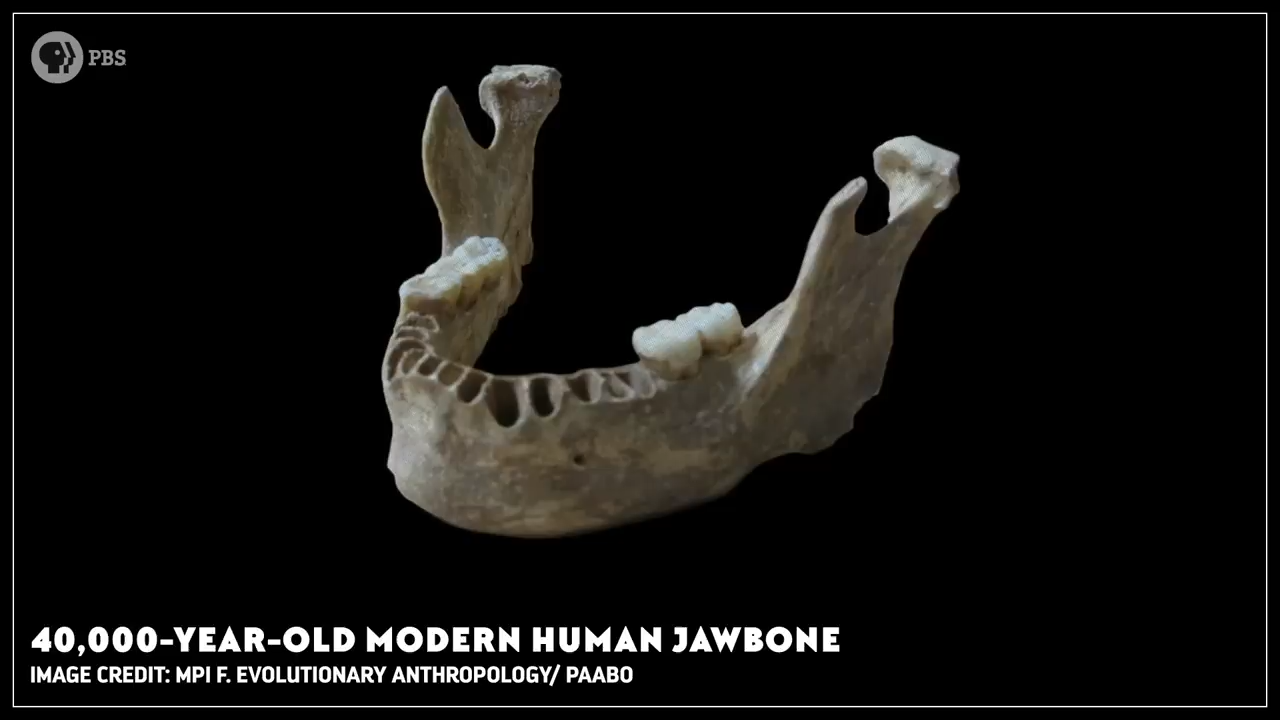 PBS
40,000-YEAR-OLD MODERN HUMAN JAWBONE
IMAGE CREDIT: MPI F. EVOLUTIONARY ANTHROPOLOGY/ PAABO